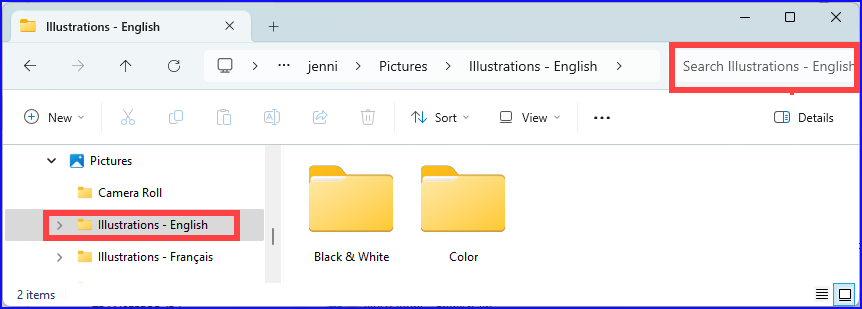 Illustrations - English
jenni > Pictures > Illustrations - English >
Search Illustrations - English
New
Sort
View
Details
Pictures
Camera Roll
Illustrations - English
Illustrations - Français
Black & White
Color
2 items